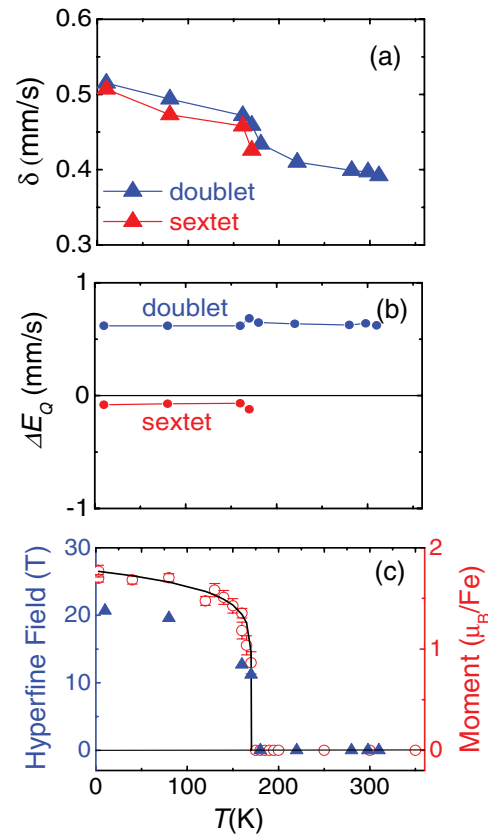 0.6
(a)
0.5
δ (mm/s)
0.4
doublet
sextet
0.3
1
(b)
doublet
ΔE_Q (mm/s)
0
sextet
-1
30
2
(c)
Hyperfine Field (T)
20
Moment (μ_B/Fe)
1
10
0
0
0
100
200
300
T(K)